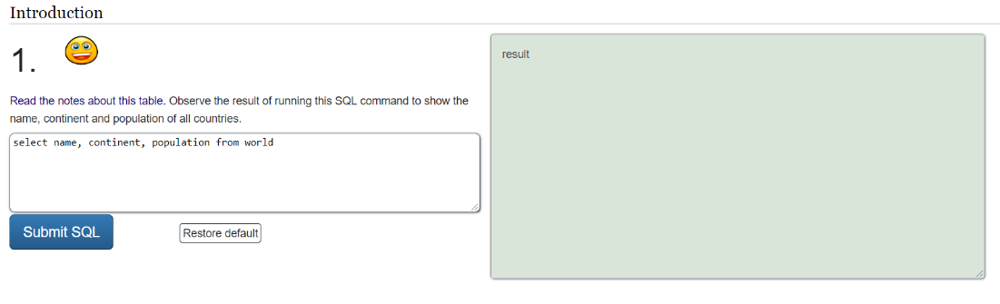 Introduction
1.
Read the notes about this table. Observe the result of running this SQL command to show the
name, continent and population of all countries.
select name, continent, population from world
Submit SQL
Restore default
result